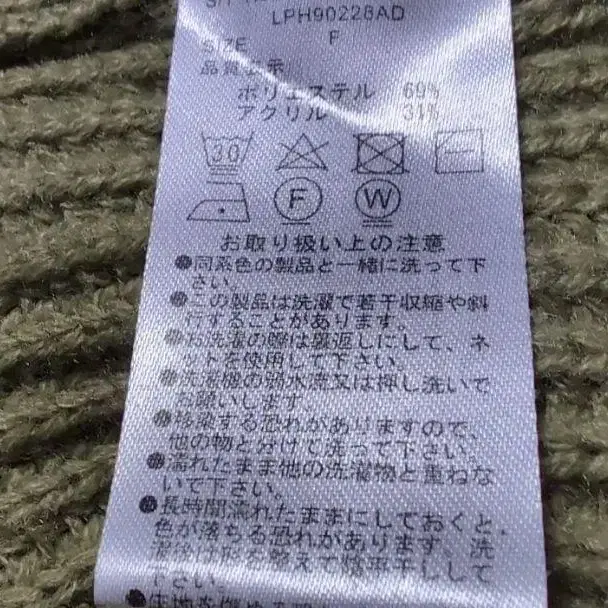 LPH90228AD
SIZE F
品質表示
ポリエステル 69%
アクリル 31%
30
F W
お取り扱い上の注意
●同系色の製品と一緒に洗って下
さい。
●この製品は洗濯で若干収縮や斜
行することがあります。
●お洗濯の際は裏返しにして、ネ
ットを使用して下さい。
●洗濯機の弱水流又は押し洗いで
お願いします。
●移染する恐れがありますので、
他の物と分けて洗って下さい。
●濡れたまま他の洗濯物と重ねな
いで下さい。
●長時間濡れたままにしておくと、
色が落ちる恐れがあります。洗
濯後は形を整えて陰平干しして
下さい。